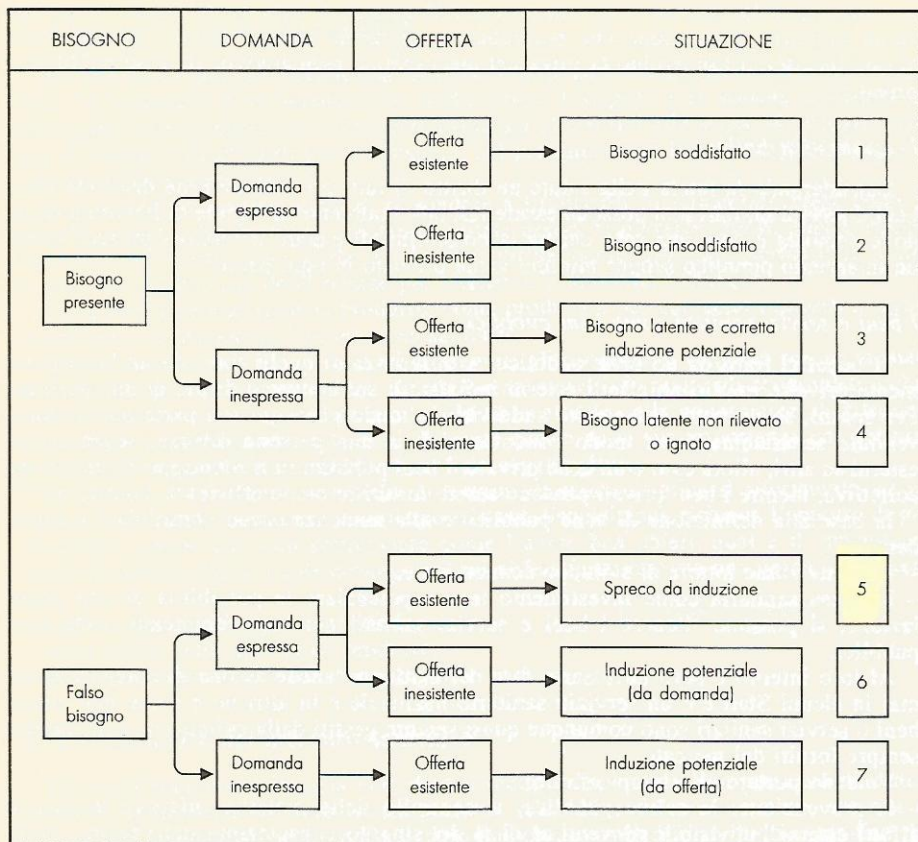 BISOGNO DOMANDA OFFERTA SITUAZIONE
Offerta
esistente
Bisogno soddisfatto
1
Domanda
espressa
Offerta
inesistente
Bisogno insoddisfatto
2
Bisogno
presente
Domanda
inespressa
Offerta
esistente
Bisogno latente e corretta
induzione potenziale
3
Offerta
inesistente
Bisogno latente non rilevato
o ignoto
4
Offerta
esistente
Spreco da induzione
5
Domanda
espressa
Offerta
inesistente
Induzione potenziale
(da domanda)
6
Falso
bisogno
Domanda
inespressa
Offerta
esistente
Induzione potenziale
(da offerta)
7